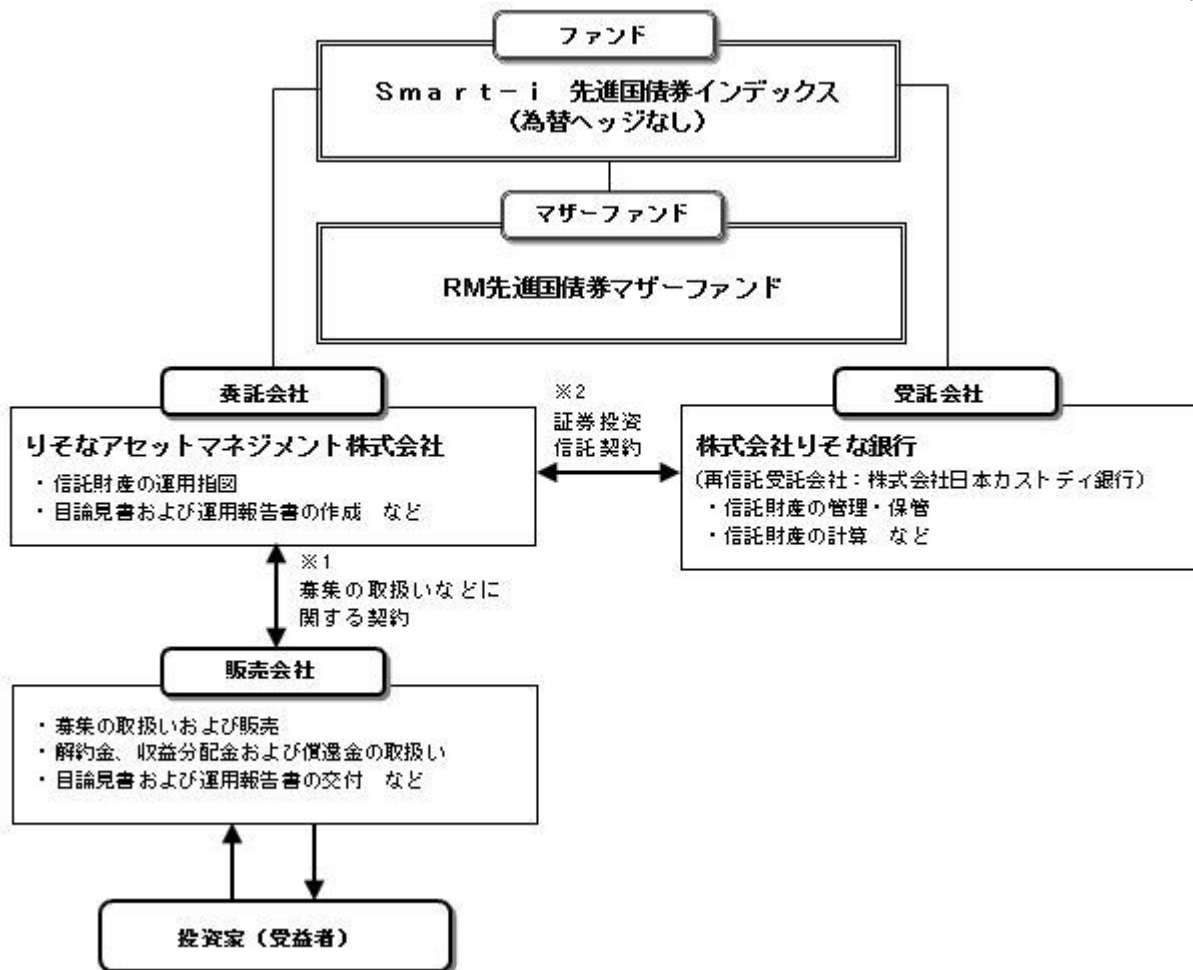 ファンド
Smart-i 先進国債券インデックス
(為替ヘッジなし)
マザーファンド
RM先進国債券マザーファンド
委託会社
りそなアセットマネジメント株式会社
・信託財産の運用指図
・目論見書および運用報告書の作成 など
※2
証券投資
信託契約
受託会社
株式会社りそな銀行
(再信託受託会社:株式会社日本カストディ銀行)
・信託財産の管理・保管
・信託財産の計算 など
※1
募集の取扱いなどに
関する契約
販売会社
・募集の取扱いおよび販売
・解約金、収益分配金および償還金の取扱い
・目論見書および運用報告書の交付 など
投資家(受益者)